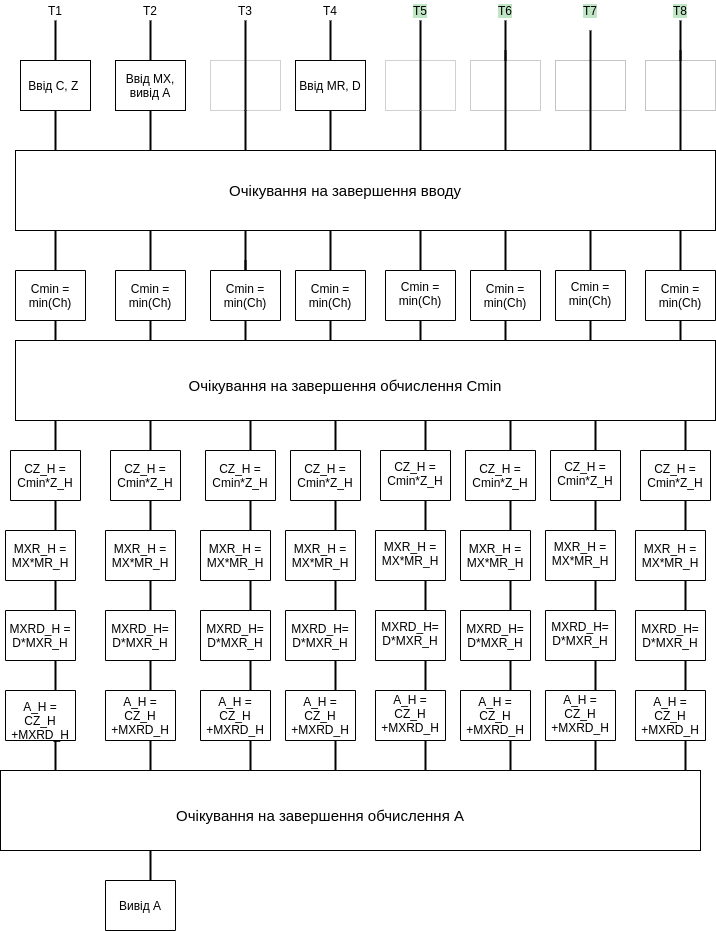 T1 T2 T3 T4 T5 T6 T7 T8
Ввід C, Z
Ввід MX,
вивід A
Ввід MR, D
Очікування на завершення вводу
Cmin =
min(Ch)
Cmin =
min(Ch)
Cmin =
min(Ch)
Cmin =
min(Ch)
Cmin =
min(Ch)
Cmin =
min(Ch)
Cmin =
min(Ch)
Cmin =
min(Ch)
Очікування на завершення обчислення Cmin
CZ_H =
Cmin*Z_H
CZ_H =
Cmin*Z_H
CZ_H =
Cmin*Z_H
CZ_H =
Cmin*Z_H
CZ_H =
Cmin*Z_H
CZ_H =
Cmin*Z_H
CZ_H =
Cmin*Z_H
CZ_H =
Cmin*Z_H
MXR_H =
MX*MR_H
MXR_H =
MX*MR_H
MXR_H =
MX*MR_H
MXR_H =
MX*MR_H
MXR_H =
MX*MR_H
MXR_H =
MX*MR_H
MXR_H =
MX*MR_H
MXR_H =
MX*MR_H
MXRD_H =
D*MXR_H
MXRD_H=
D*MXR_H
MXRD_H=
D*MXR_H
MXRD_H=
D*MXR_H
MXRD_H=
D*MXR_H
MXRD_H=
D*MXR_H
MXRD_H=
D*MXR_H
MXRD_H=
D*MXR_H
A_H =
CZ_H
+MXRD_H
A_H =
CZ_H
+MXRD_H
A_H =
CZ_H
+MXRD_H
A_H =
CZ_H
+MXRD_H
A_H =
CZ_H
+MXRD_H
A_H =
CZ_H
+MXRD_H
A_H =
CZ_H
+MXRD_H
A_H =
CZ_H
+MXRD_H
Очікування на завершення обчислення A
Вивід A